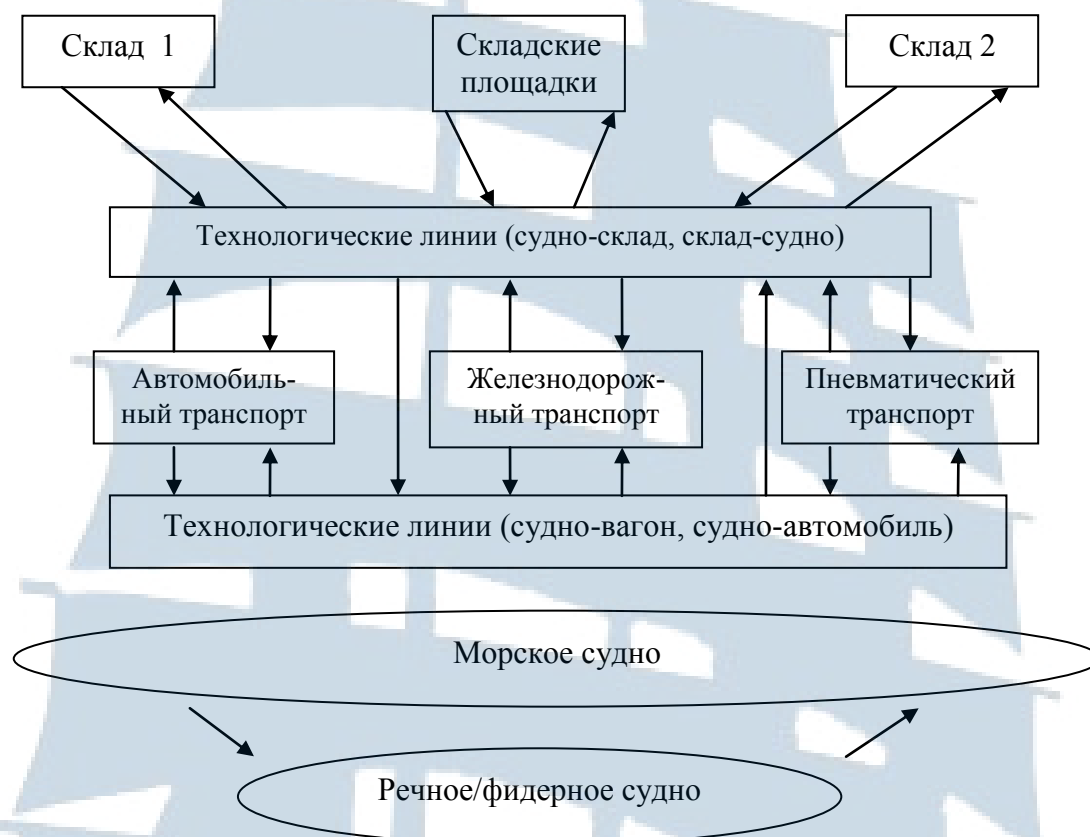 Склад 1
Складские
площадки
Склад 2
Технологические линии (судно-склад, склад-судно)
Автомобиль-
ный транспорт
Железнодорож-
ный транспорт
Пневматический
транспорт
Технологические линии (судно-вагон, судно-автомобиль)
Морское судно
Речное/фидерное судно